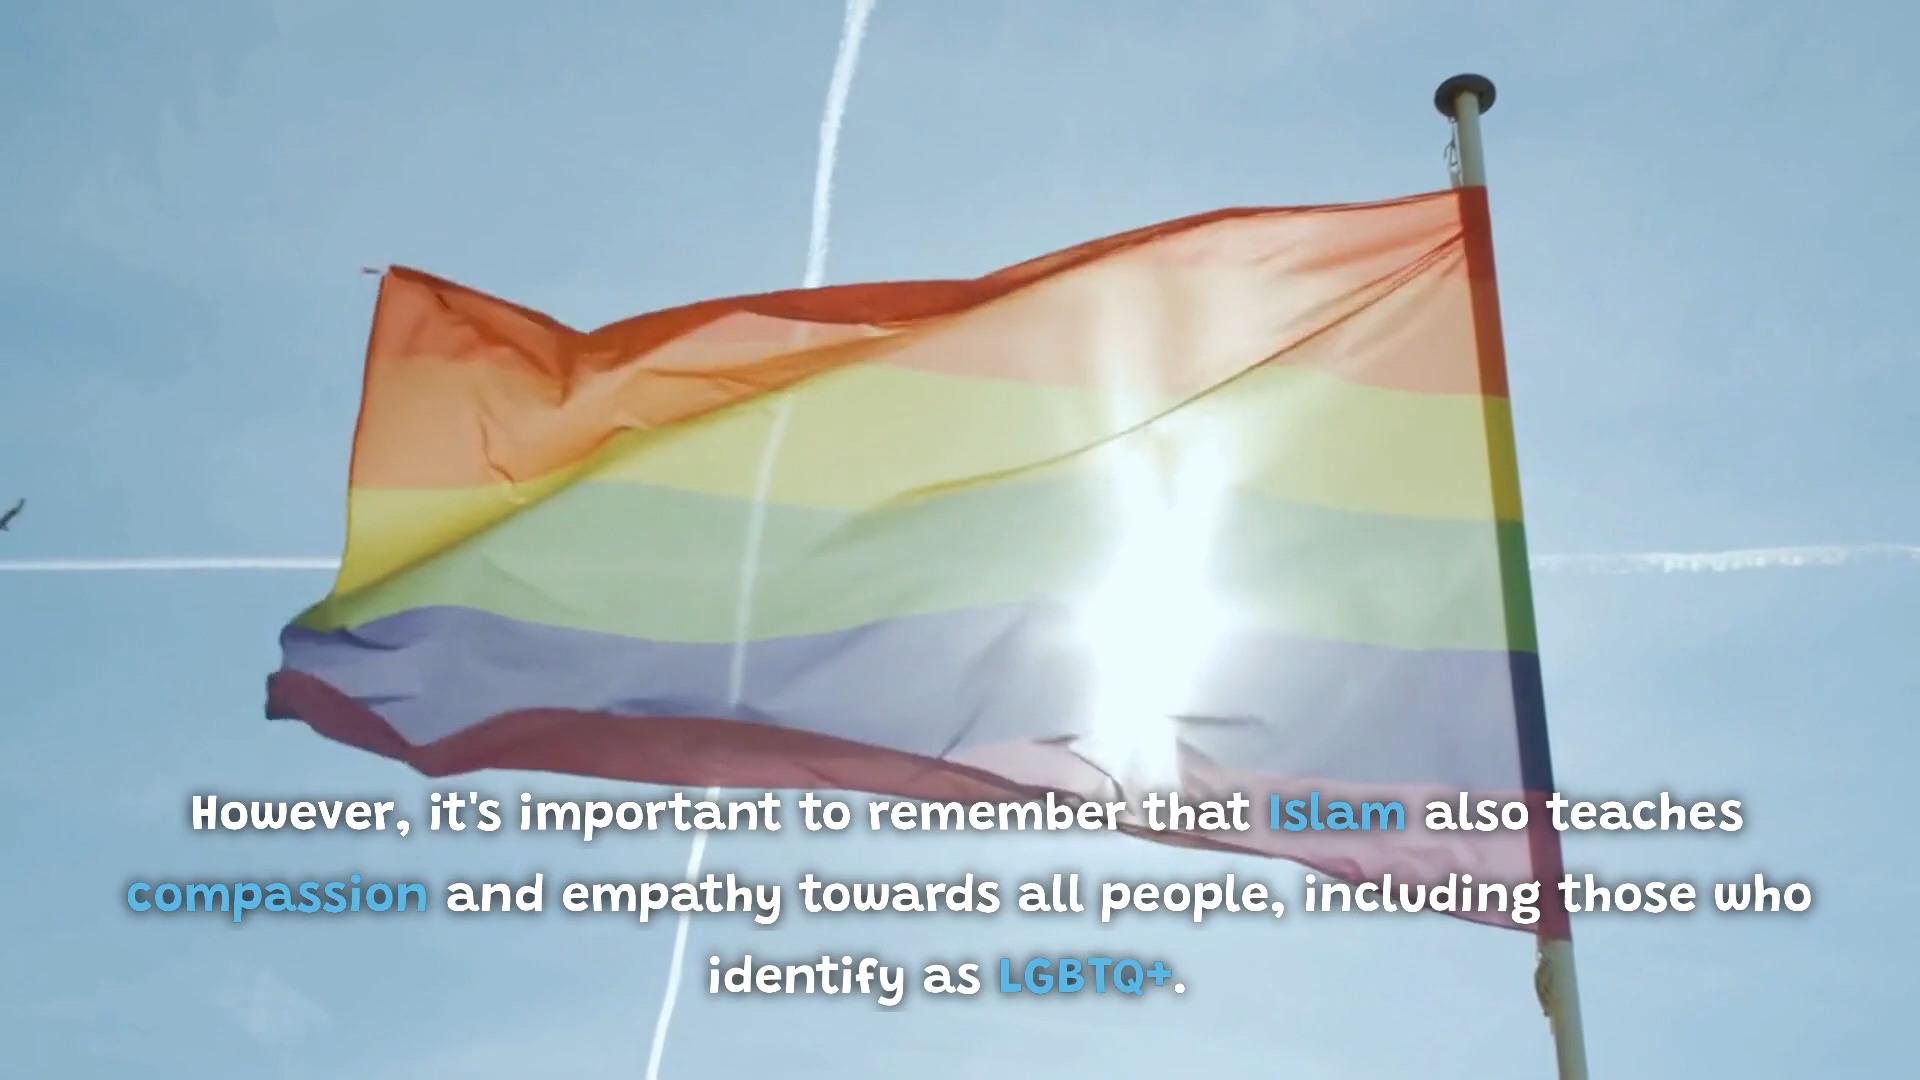 However, it's important to remember that Islam also teaches
compassion and empathy towards all people, including those who
identify as LGBTQ+.